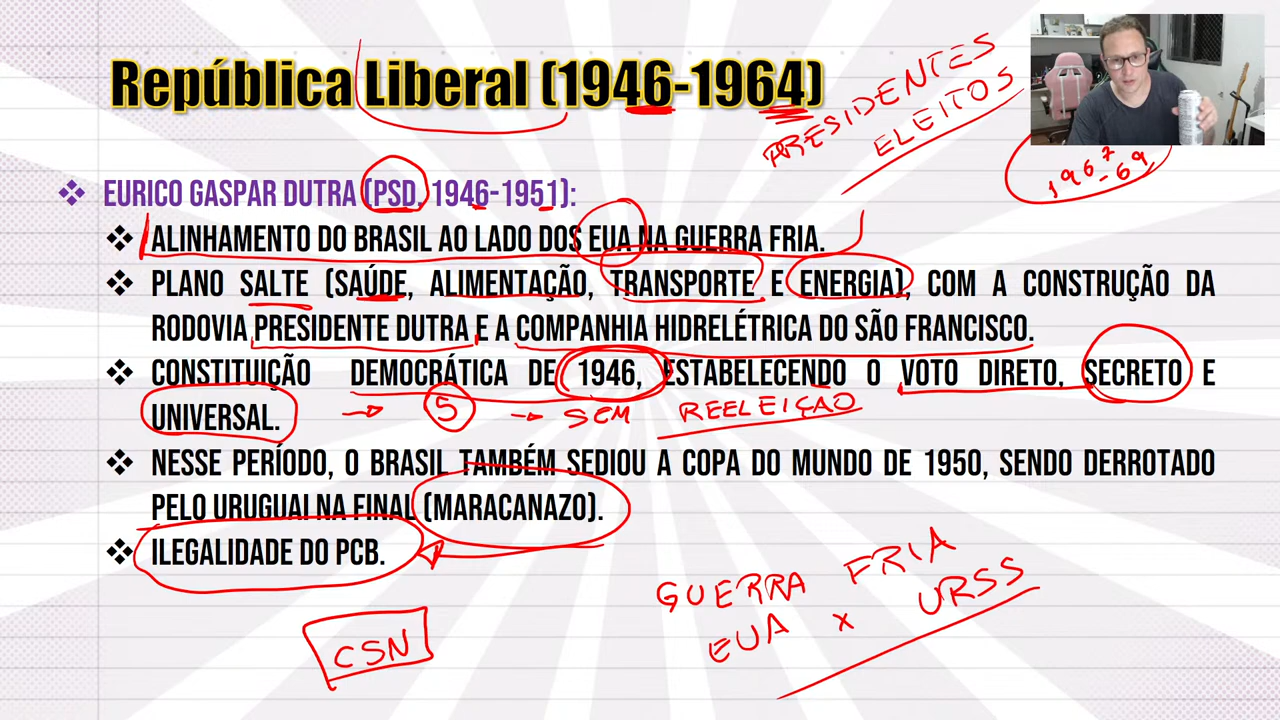 República Liberal (1946-1964)
PRESIDENTES
ELEITOS
1967
-69
EURICO GASPAR DUTRA (PSD, 1946-1951):
ALINHAMENTO DO BRASIL AO LADO DOS EUA NA GUERRA FRIA.
PLANO SALTE (SAÚDE, ALIMENTAÇÃO, TRANSPORTE E ENERGIA), COM A CONSTRUÇÃO DA
RODOVIA PRESIDENTE DUTRA E A COMPANHIA HIDRELÉTRICA DO SÃO FRANCISCO.
CONSTITUIÇÃO DEMOCRÁTICA DE 1946, ESTABELECENDO O VOTO DIRETO, SECRETO E
UNIVERSAL. → 5 → SEM REELEIÇÃO
NESSE PERÍODO, O BRASIL TAMBÉM SEDIOU A COPA DO MUNDO DE 1950, SENDO DERROTADO
PELO URUGUAI NA FINAL (MARACANAZO).
ILEGALIDADE DO PCB.
GUERRA FRIA
EUA x URSS
CSN